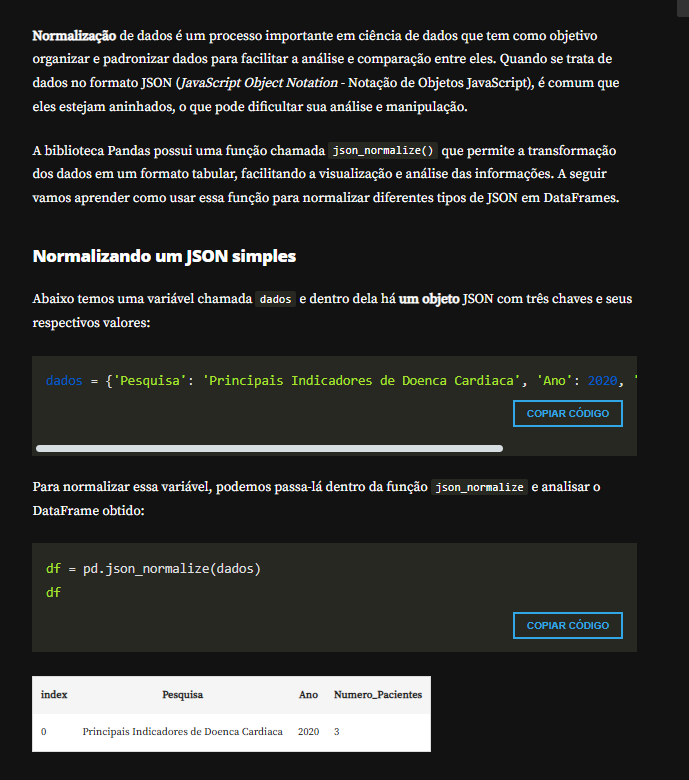 Normalização de dados é um processo importante em ciência de dados que tem como objetivo
organizar e padronizar dados para facilitar a análise e comparação entre eles. Quando se trata de
dados no formato JSON (JavaScript Object Notation - Notação de Objetos JavaScript), é comum que
eles estejam aninhados, o que pode dificultar sua análise e manipulação.
A biblioteca Pandas possui uma função chamada json_normalize() que permite a transformação
dos dados em um formato tabular, facilitando a visualização e análise das informações. A seguir
vamos aprender como usar essa função para normalizar diferentes tipos de JSON em DataFrames.
Normalizando um JSON simples
Abaixo temos uma variável chamada dados e dentro dela há um objeto JSON com três chaves e seus
respectivos valores:
dados = {'Pesquisa': 'Principais Indicadores de Doenca Cardiaca', 'Ano': 2020, '
COPIAR CÓDIGO
Para normalizar essa variável, podemos passa-lá dentro da função json_normalize e analisar o
DataFrame obtido:
df = pd.json_normalize(dados)
df
COPIAR CÓDIGO
index Pesquisa Ano Numero_Pacientes
0 Principais Indicadores de Doenca Cardiaca 2020 3